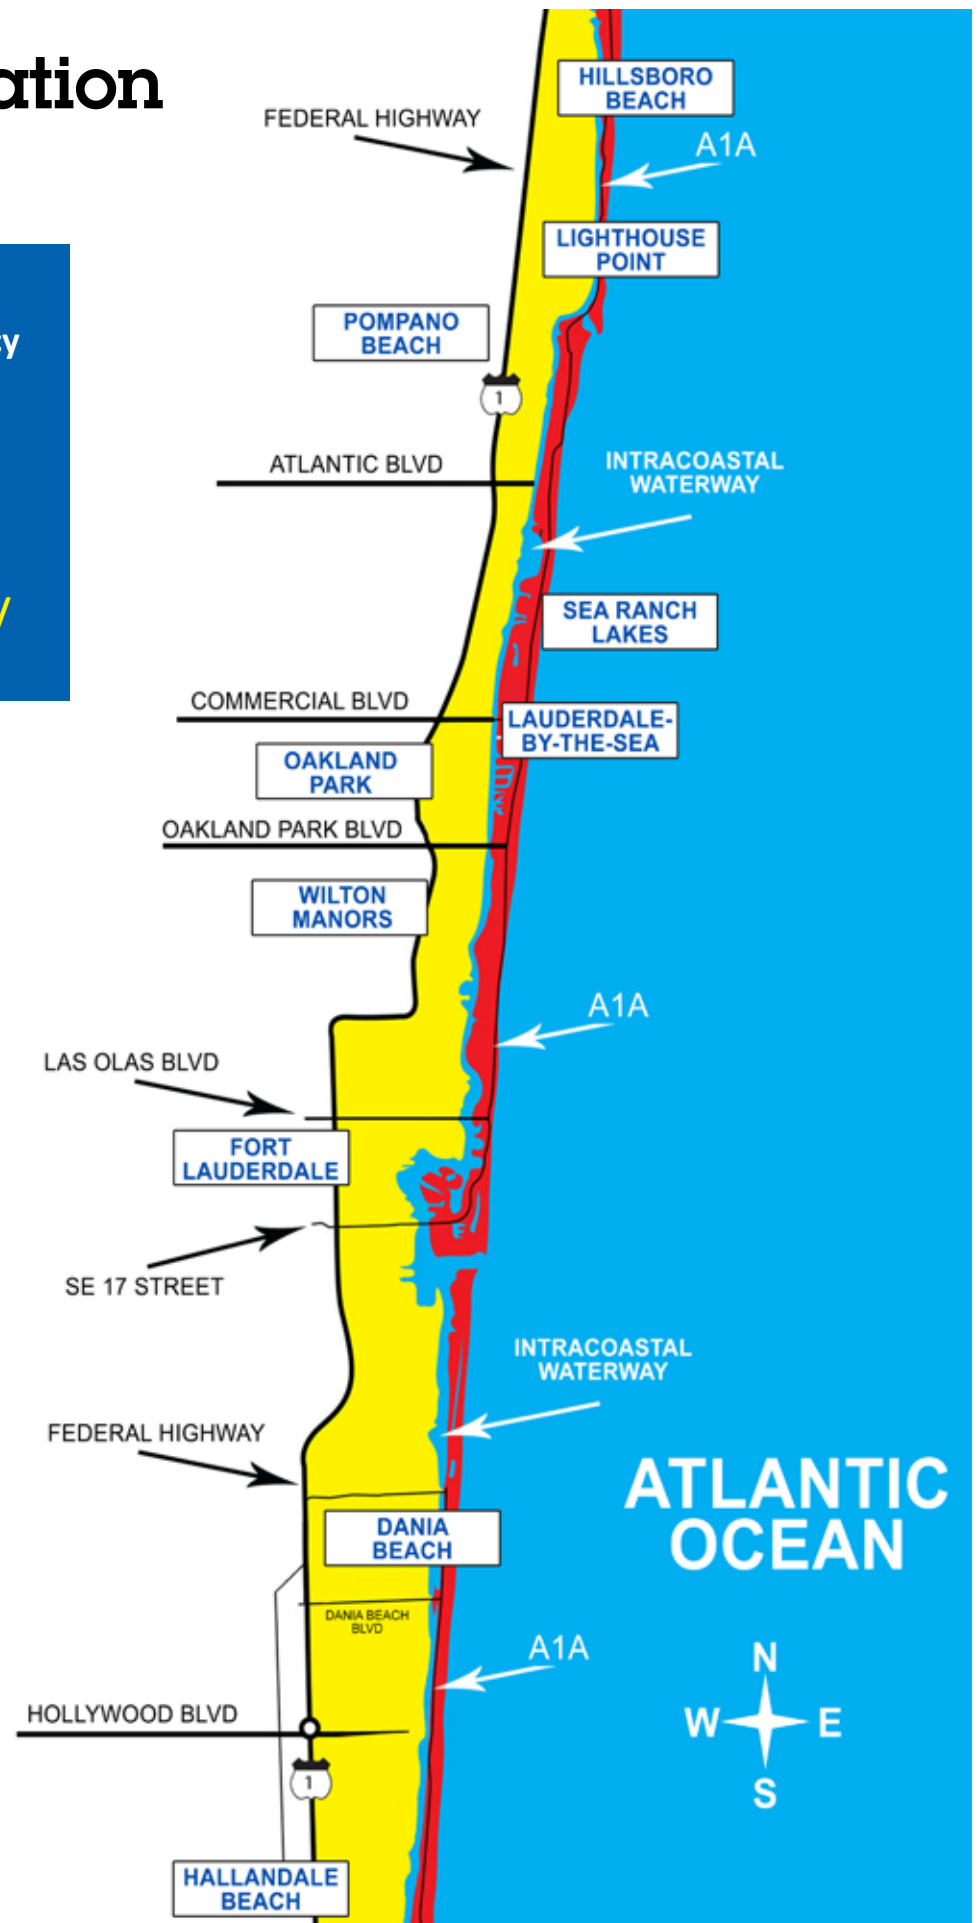 ation
HILLSBORO
BEACH
FEDERAL HIGHWAY
A1A
LIGHTHOUSE
POINT
POMPANO
BEACH
y
1
ATLANTIC BLVD
INTRACOASTAL
WATERWAY
SEA RANCH
LAKES
COMMERCIAL BLVD
LAUDERDALE-
BY-THE-SEA
OAKLAND
PARK
OAKLAND PARK BLVD
WILTON
MANORS
A1A
LAS OLAS BLVD
FORT
LAUDERDALE
SE 17 STREET
INTRACOASTAL
WATERWAY
FEDERAL HIGHWAY
ATLANTIC
OCEAN
DANIA
BEACH
DANIA BEACH
BLVD
A1A
N
W E
S
HOLLYWOOD BLVD
1
HALLANDALE
BEACH